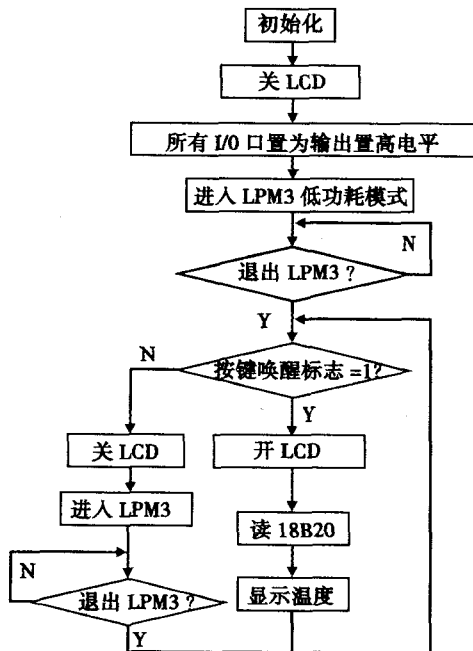 初始化
关 LCD
所有 I/0 口置为输出置高电平
进入 LPM3 低功耗模式
N
退出 LPM3 ?
Y
N
按键唤醒标志 =1?
Y
关 LCD
开 LCD
进入 LPM3
读 18B20
N
退出 LPM3 ?
显示温度
Y